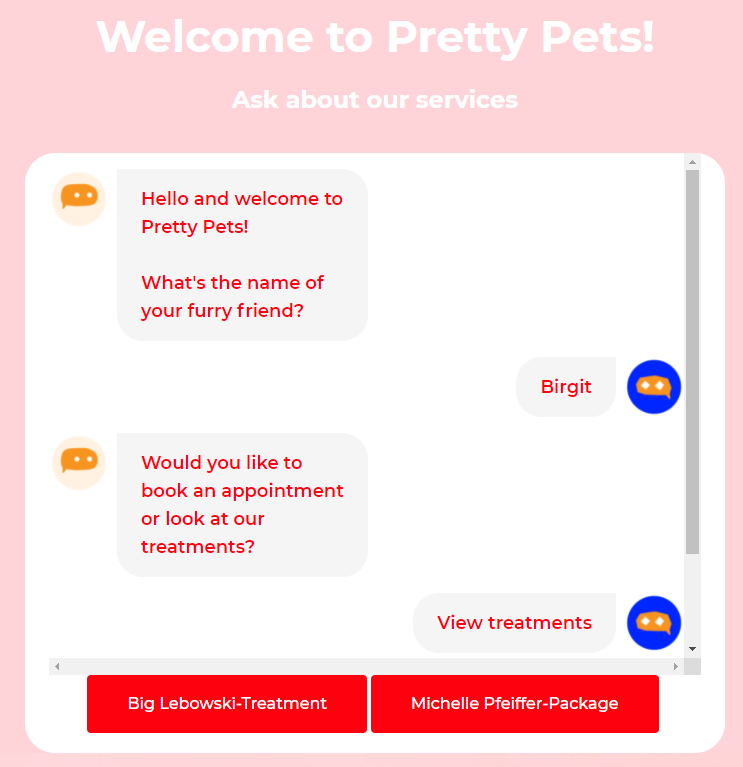 Welcome to Pretty Pets!
Ask about our services
Hello and welcome to
Pretty Pets!
What's the name of
your furry friend?
Birgit
Would you like to
book an appointment
or look at our
treatments?
View treatments
Big Lebowski-Treatment
Michelle Pfeiffer-Package